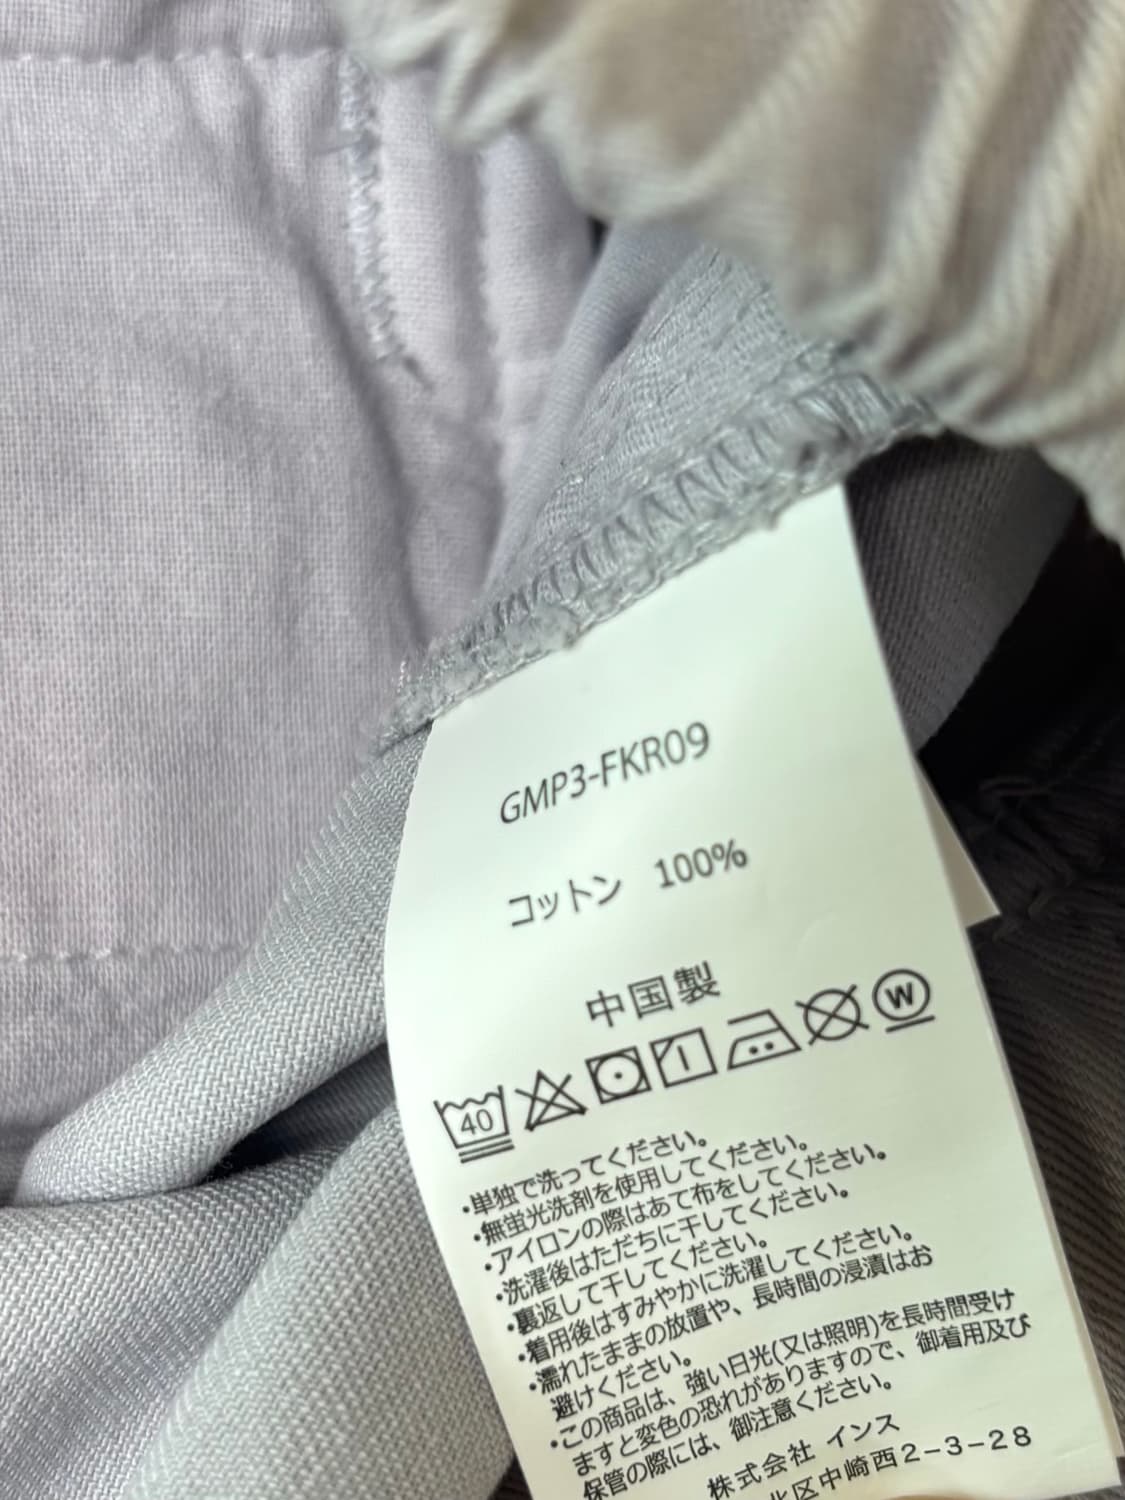 GMP3-FKR09
コットン 100%
中国製
40 W
・単独で洗ってください。
・無蛍光洗剤を使用してください。
・アイロンの際はあて布をしてください。
・洗濯後はただちに干してください。
・裏返して干してください。
・着用後はすみやかに洗濯してください。
・濡れたままの放置や、長時間の浸漬はお
避けください。
・この商品は、強い日光(又は照明)を長時間受け
ますと変色の恐れがありますので、御着用及び
保管の際には、御注意ください。
株式会社 インス
北区中崎西2-3-28